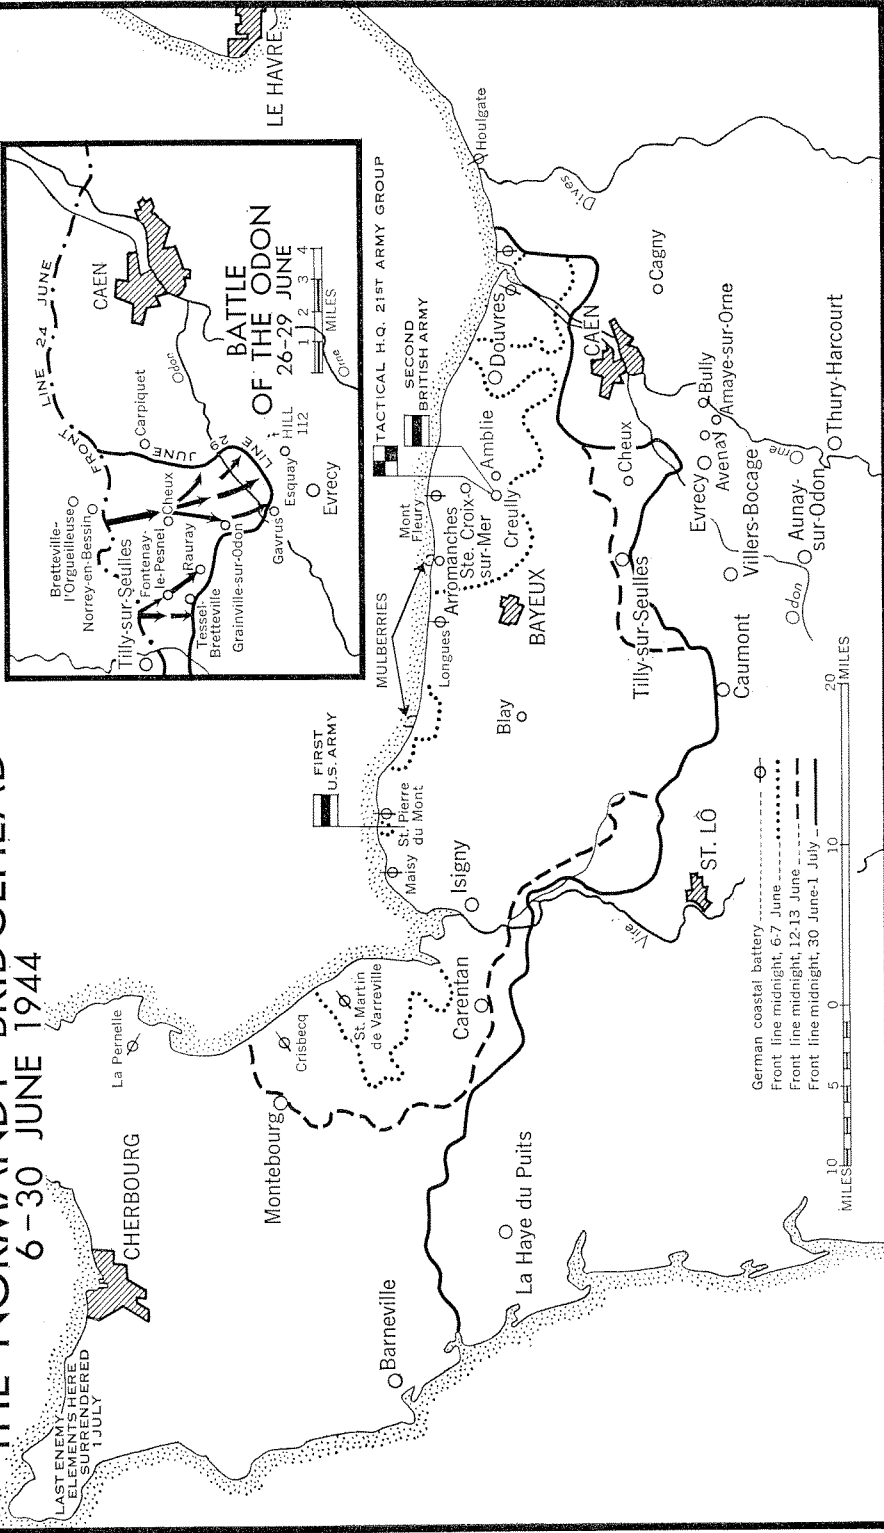 THE NORMANDY BRIDGEHEAD
6–30 JUNE 1944
LAST ENEMY
ELEMENTS HERE
SURRENDERED
1 JULY
CHERBOURG
La Pernelle
Crisbecq
St. Martin
de Varreville
Montebourg
Carentan
Barneville
La Haye du Puits
FIRST
U.S. ARMY
Maisy
St. Pierre
du Mont
Isigny
Vire
ST. LÔ
MULBERRIES
Longues
Arromanches
Mont
Fleury
Ste. Croix-
sur-Mer
Creully
Amblie
BAYEUX
Blay
TACTICAL H.Q. 21ST ARMY GROUP
SECOND
BRITISH ARMY
Douvres
Houlgate
LE HAVRE
Dives
CAEN
Cagny
Cheux
Tilly-sur-Seulles
Caumont
Villers-Bocage
Evrecy
Avenay
Bully
Amaye-sur-Orne
Orne
Odon
Aunay-
sur-Odon
Thury-Harcourt
BATTLE
OF THE ODON
26–29 JUNE
1 2 3 4
MILES
FRONT LINE 24 JUNE
LINE 29 JUNE
CAEN
Carpiquet
Odon
Orne
Bretteville-
l'Orgueilleuse
Norrey-en-Bessin
Tilly-sur-Seulles
Fontenay-
le-Pesnel
Cheux
Rauray
Tessel-
Bretteville
Grainville-sur-Odon
Gavrus
Esquay
HILL
112
Evrecy
German coastal battery
Front line midnight, 6-7 June
Front line midnight, 12-13 June
Front line midnight, 30 June-1 July
10 5 0 10 20
MILES MILES